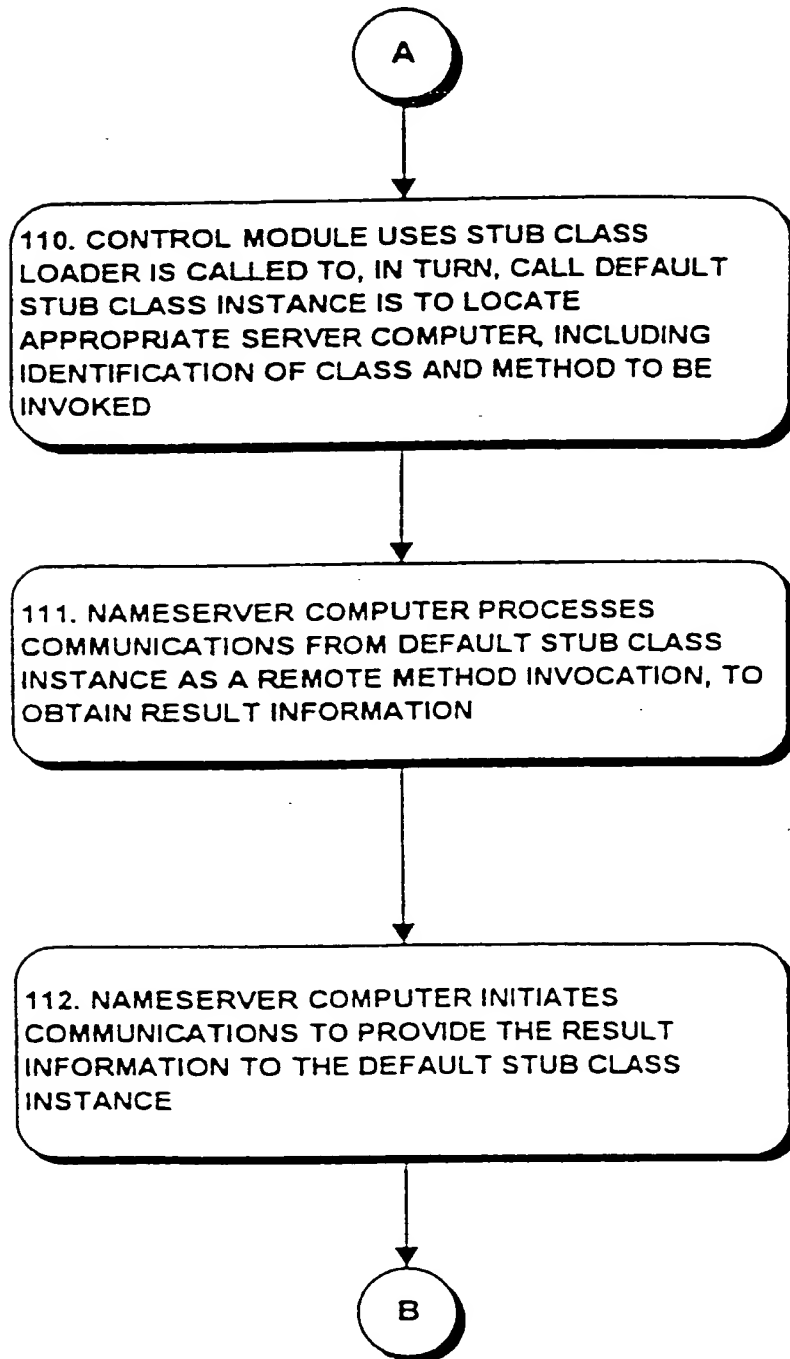 A
110. CONTROL MODULE USES STUB CLASS
LOADER IS CALLED TO, IN TURN, CALL DEFAULT
STUB CLASS INSTANCE IS TO LOCATE
APPROPRIATE SERVER COMPUTER, INCLUDING
IDENTIFICATION OF CLASS AND METHOD TO BE
INVOKED
111. NAMESERVER COMPUTER PROCESSES
COMMUNICATIONS FROM DEFAULT STUB CLASS
INSTANCE AS A REMOTE METHOD INVOCATION, TO
OBTAIN RESULT INFORMATION
112. NAMESERVER COMPUTER INITIATES
COMMUNICATIONS TO PROVIDE THE RESULT
INFORMATION TO THE DEFAULT STUB CLASS
INSTANCE
B